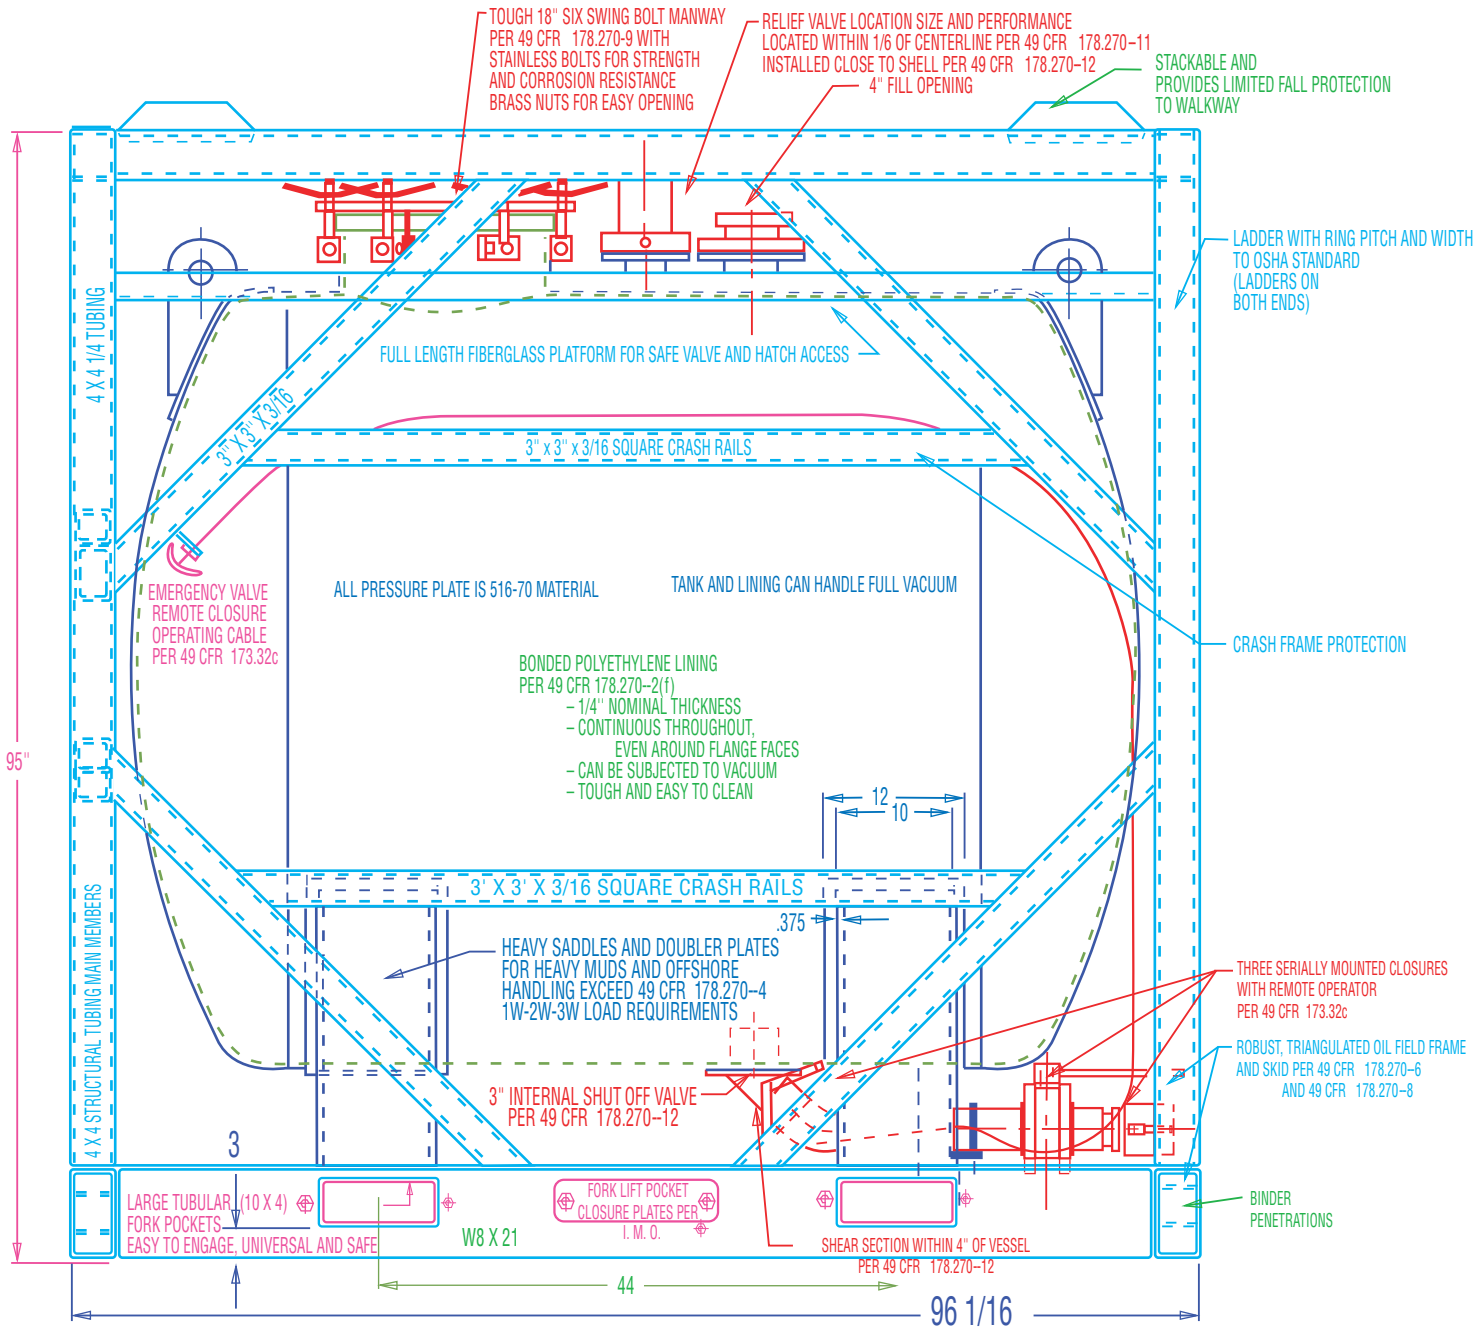 TOUGH 18" SIX SWING BOLT MANWAY
PER 49 CFR 178.270-9 WITH
STAINLESS BOLTS FOR STRENGTH
AND CORROSION RESISTANCE
BRASS NUTS FOR EASY OPENING
RELIEF VALVE LOCATION SIZE AND PERFORMANCE
LOCATED WITHIN 1/6 OF CENTERLINE PER 49 CFR 178.270-11
INSTALLED CLOSE TO SHELL PER 49 CFR 178.270-12
4" FILL OPENING
STACKABLE AND
PROVIDES LIMITED FALL PROTECTION
TO WALKWAY
LADDER WITH RING PITCH AND WIDTH
TO OSHA STANDARD
(LADDERS ON
BOTH ENDS)
4 X 4 1/4 TUBING
FULL LENGTH FIBERGLASS PLATFORM FOR SAFE VALVE AND HATCH ACCESS
3" X 3" X 3/16
3" x 3" x 3/16 SQUARE CRASH RAILS
EMERGENCY VALVE
REMOTE CLOSURE
OPERATING CABLE
PER 49 CFR 173.32c
ALL PRESSURE PLATE IS 516-70 MATERIAL
TANK AND LINING CAN HANDLE FULL VACUUM
CRASH FRAME PROTECTION
BONDED POLYETHYLENE LINING
PER 49 CFR 178.270--2(f)
– 1/4" NOMINAL THICKNESS
– CONTINUOUS THROUGHOUT,
EVEN AROUND FLANGE FACES
– CAN BE SUBJECTED TO VACUUM
– TOUGH AND EASY TO CLEAN
95"
12
10
3' X 3' X 3/16 SQUARE CRASH RAILS
.375
4 X 4 STRUCTURAL TUBING MAIN MEMBERS
HEAVY SADDLES AND DOUBLER PLATES
FOR HEAVY MUDS AND OFFSHORE
HANDLING EXCEED 49 CFR 178.270--4
1W-2W-3W LOAD REQUIREMENTS
THREE SERIALLY MOUNTED CLOSURES
WITH REMOTE OPERATOR
PER 49 CFR 173.32c
ROBUST, TRIANGULATED OIL FIELD FRAME
AND SKID PER 49 CFR 178.270--6
AND 49 CFR 178.270--8
3" INTERNAL SHUT OFF VALVE
PER 49 CFR 178.270--12
3
LARGE TUBULAR (10 X 4)
FORK POCKETS
EASY TO ENGAGE, UNIVERSAL AND SAFE
W8 X 21
FORK LIFT POCKET
CLOSURE PLATES PER
I. M. O.
SHEAR SECTION WITHIN 4" OF VESSEL
PER 49 CFR 178.270--12
BINDER
PENETRATIONS
44
96 1/16